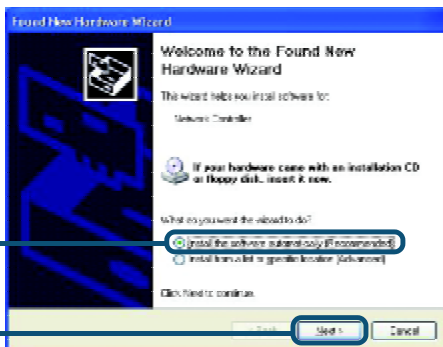 Found New Hardware Wizard
Welcome to the Found New
Hardware Wizard
This wizard helps you install software for:
Network Controller
If your hardware came with an installation CD
or floppy disk, insert it now.
What do you want the wizard to do?
Install the software automatically (Recommended)
Install from a list or specific location (Advanced)
Click Next to continue.
< Back
Next >
Cancel